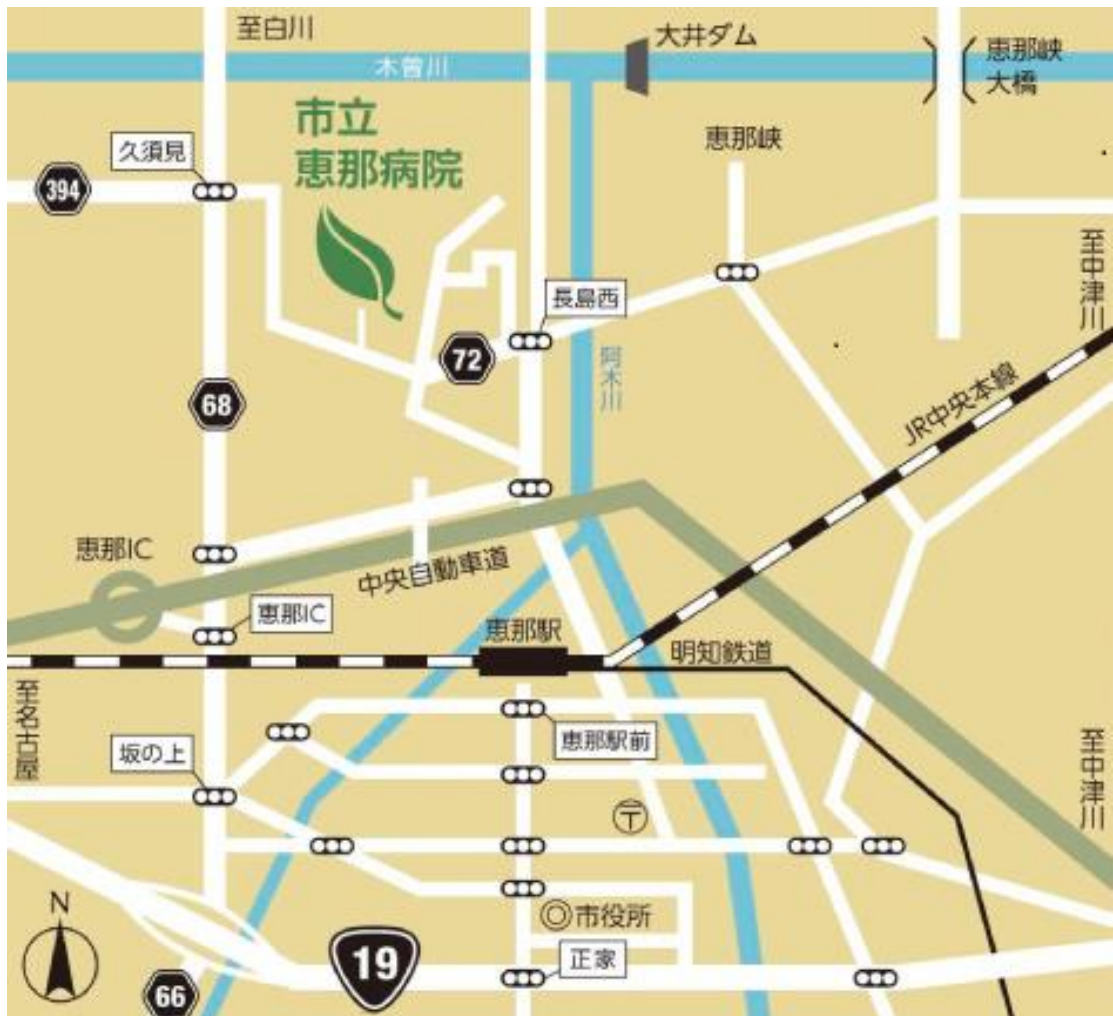 至白川
大井ダム
木曽川
恵那峡
大橋
市立
恵那病院
恵那峡
久須見
394
至中津川
長島西
72
阿木川
68
JR中央本線
恵那IC
中央自動車道
恵那IC
恵那駅
明知鉄道
至名古屋
恵那駅前
坂の上
至中津川
〒
N
◎市役所
19
正家
66